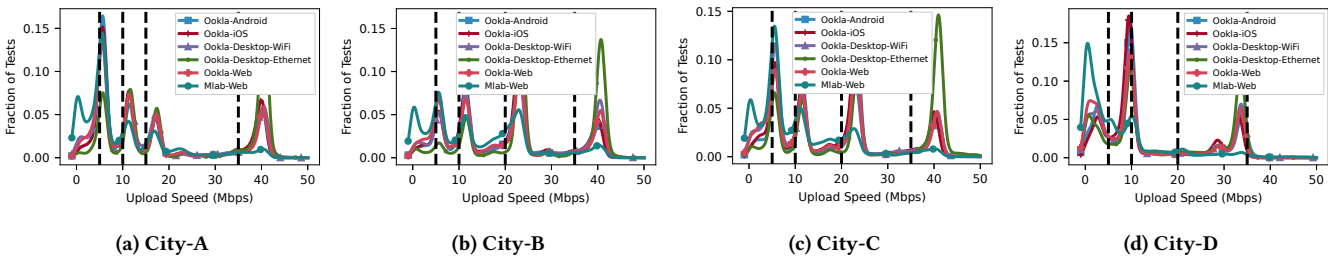 Fraction of Tests
0.15
0.10
0.05
0.00
0 10 20 30 40 50
Upload Speed (Mbps)
Ookla-Android
Ookla-iOS
Ookla-Desktop-WiFi
Ookla-Desktop-Ethernet
Ookla-Web
Mlab-Web
(a) City-A
Fraction of Tests
0.15
0.10
0.05
0.00
0 10 20 30 40 50
Upload Speed (Mbps)
Ookla-Android
Ookla-iOS
Ookla-Desktop-WiFi
Ookla-Desktop-Ethernet
Ookla-Web
Mlab-Web
(b) City-B
Fraction of Tests
0.15
0.10
0.05
0.00
0 10 20 30 40 50
Upload Speed (Mbps)
Ookla-Android
Ookla-iOS
Ookla-Desktop-WiFi
Ookla-Desktop-Ethernet
Ookla-Web
Mlab-Web
(c) City-C
Fraction of Tests
0.15
0.10
0.05
0.00
0 10 20 30 40 50
Upload Speed (Mbps)
Ookla-Android
Ookla-iOS
Ookla-Desktop-WiFi
Ookla-Desktop-Ethernet
Ookla-Web
Mlab-Web
(d) City-D